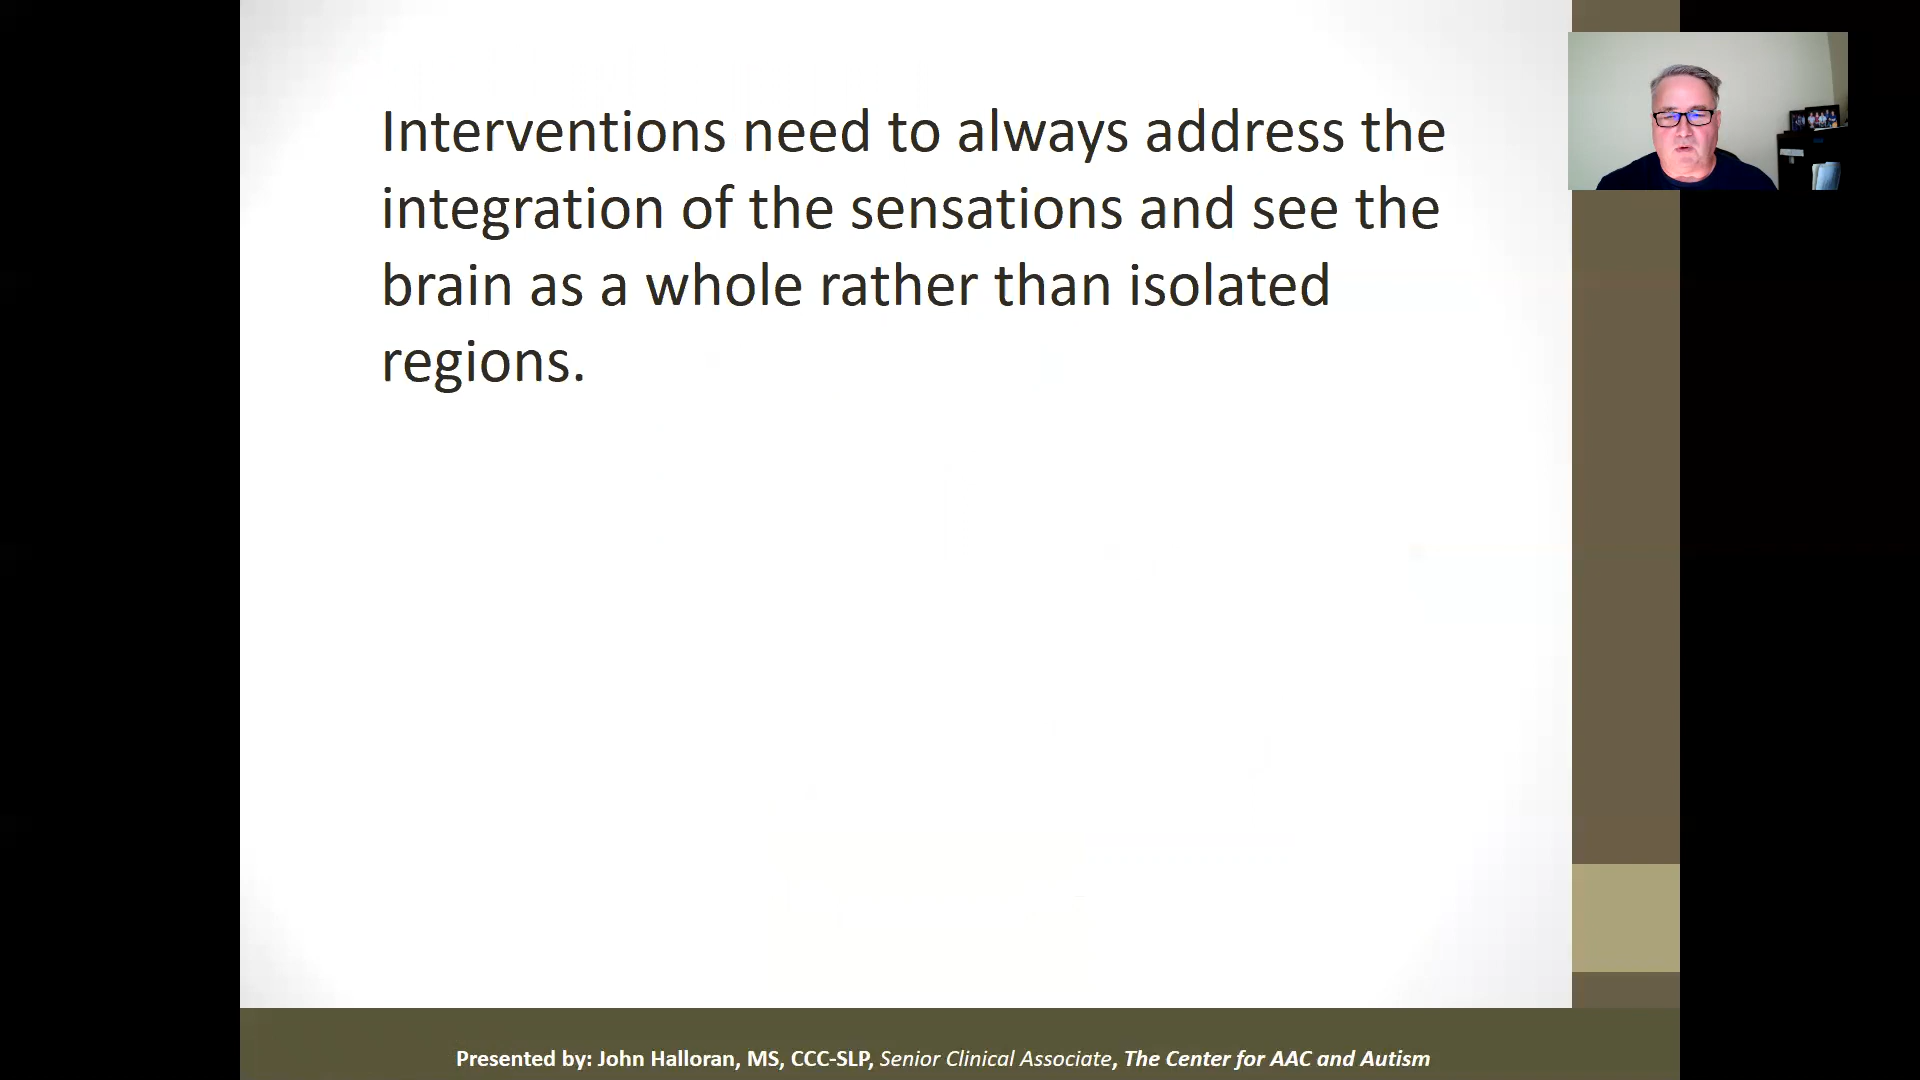 Interventions need to always address the
integration of the sensations and see the
brain as a whole rather than isolated
regions.
Presented by: John Halloran, MS, CCC-SLP, Senior Clinical Associate, The Center for AAC and Autism